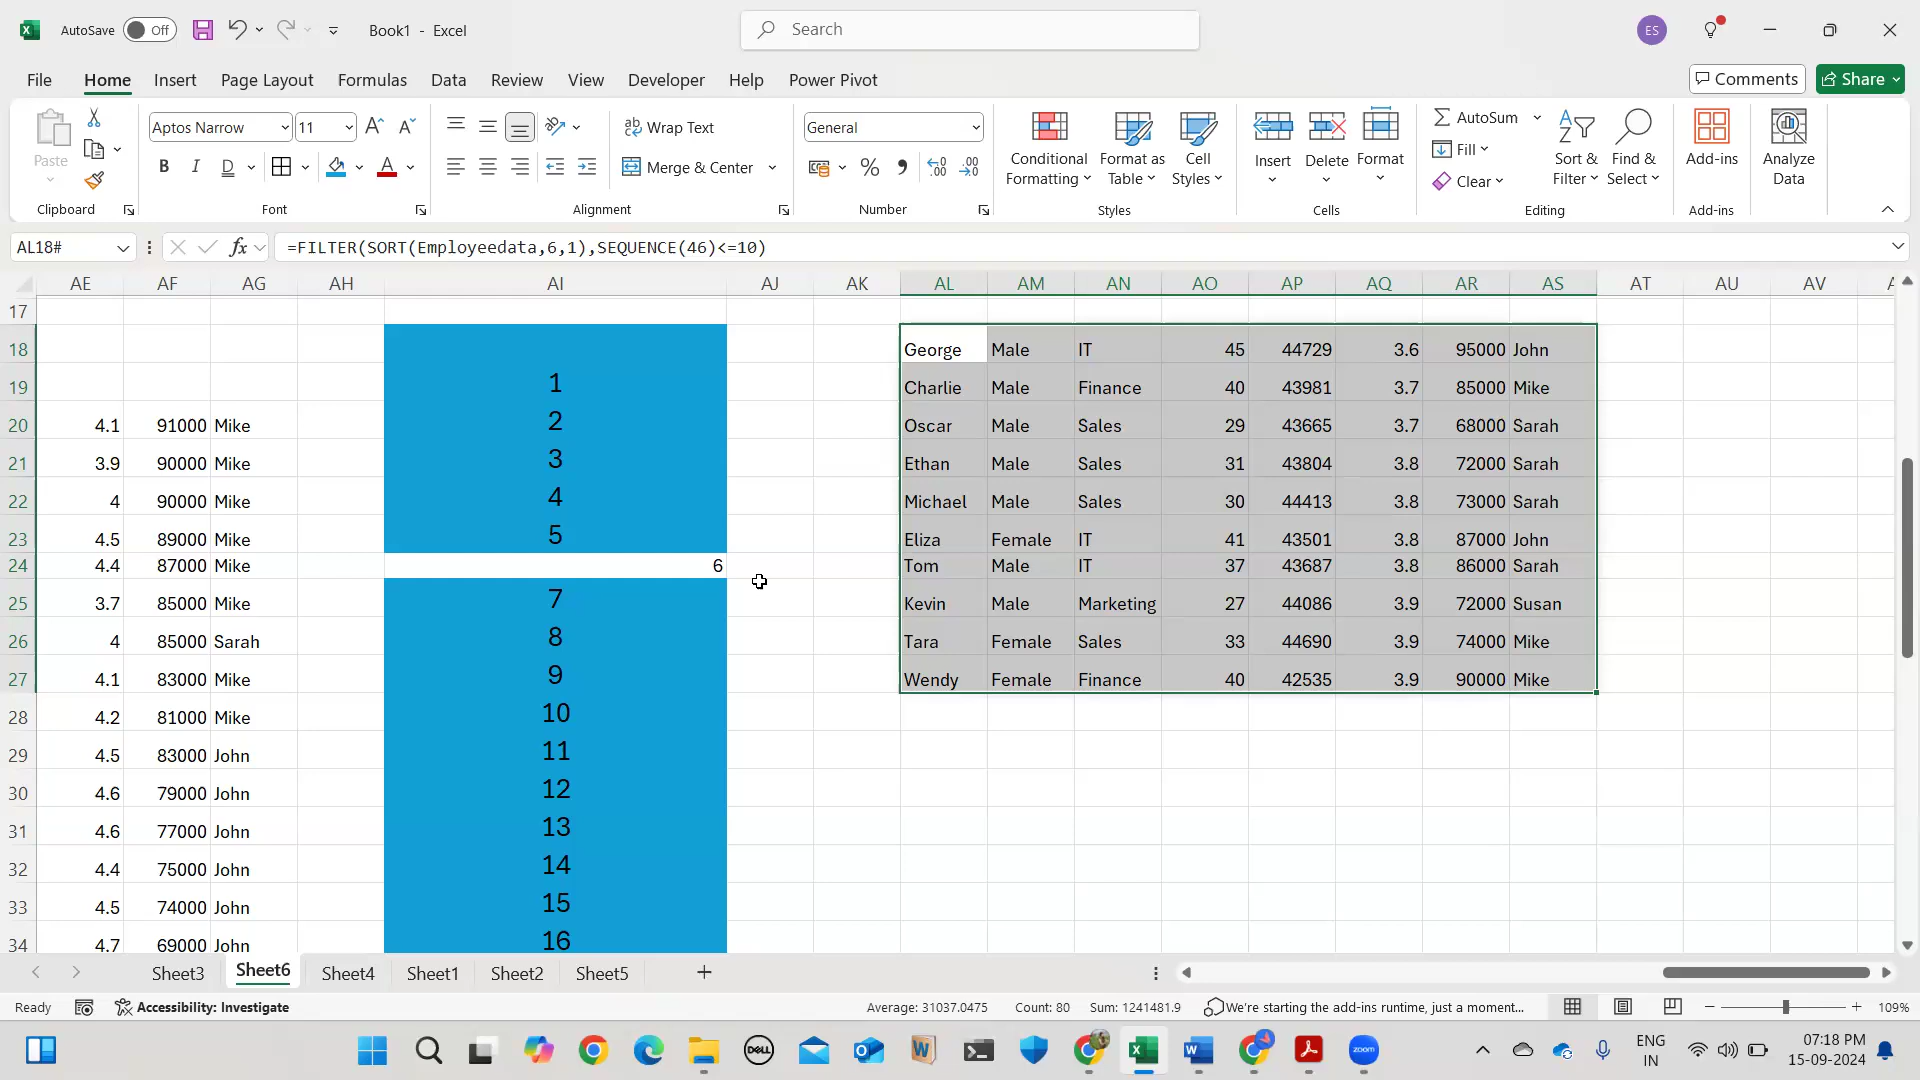 AutoSave Off Book1 - Excel Search ES
File Home Insert Page Layout Formulas Data Review View Developer Help Power Pivot Comments Share
Paste
Clipboard
Aptos Narrow 11
B I D A
Font
Wrap Text
Merge & Center
Alignment
General
% , .00
Number
Conditional Formatting
Format as Table
Cell Styles
Styles
Insert Delete Format
Cells
AutoSum
Fill
Clear
Sort & Filter
Find & Select
Editing
Add-ins
Add-ins
Analyze Data
AL18# fx =FILTER(SORT(Employeedata,6,1),SEQUENCE(46)<=10)
AE AF AG AH AI AJ AK AL AM AN AO AP AQ AR AS AT AU AV
17
18 George Male IT 45 44729 3.6 95000 John
19 1 Charlie Male Finance 40 43981 3.7 85000 Mike
20 4.1 91000 Mike 2 Oscar Male Sales 29 43665 3.7 68000 Sarah
21 3.9 90000 Mike 3 Ethan Male Sales 31 43804 3.8 72000 Sarah
22 4 90000 Mike 4 Michael Male Sales 30 44413 3.8 73000 Sarah
23 4.5 89000 Mike 5 Eliza Female IT 41 43501 3.8 87000 John
24 4.4 87000 Mike 6 Tom Male IT 37 43687 3.8 86000 Sarah
25 3.7 85000 Mike 7 Kevin Male Marketing 27 44086 3.9 72000 Susan
26 4 85000 Sarah 8 Tara Female Sales 33 44690 3.9 74000 Mike
27 4.1 83000 Mike 9 Wendy Female Finance 40 42535 3.9 90000 Mike
28 4.2 81000 Mike 10
29 4.5 83000 John 11
30 4.6 79000 John 12
31 4.6 77000 John 13
32 4.4 75000 John 14
33 4.5 74000 John 15
34 4.7 69000 John 16
Sheet3 Sheet6 Sheet4 Sheet1 Sheet2 Sheet5
Ready Accessibility: Investigate Average: 31037.0475 Count: 80 Sum: 1241481.9 We're starting the add-ins runtime, just a moment... 109%
DELL zoom ENG IN 07:18 PM 15-09-2024